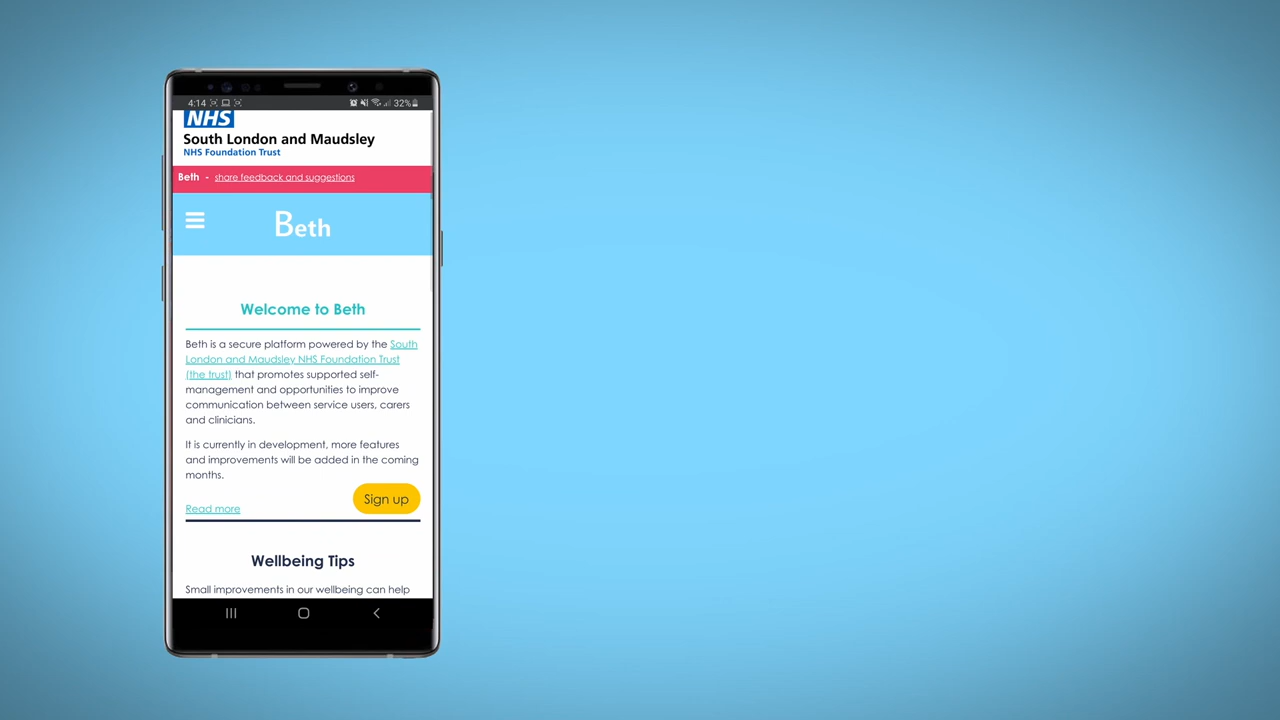 4:14
32%
NHS
South London and Maudsley
NHS Foundation Trust
Beth - share feedback and suggestions
Beth
Welcome to Beth
Beth is a secure platform powered by the South
London and Maudsley NHS Foundation Trust
(the trust) that promotes supported self-
management and opportunities to improve
communication between service users, carers
and clinicians.
It is currently in development, more features
and improvements will be added in the coming
months.
Sign up
Read more
Wellbeing Tips
Small improvements in our wellbeing can help